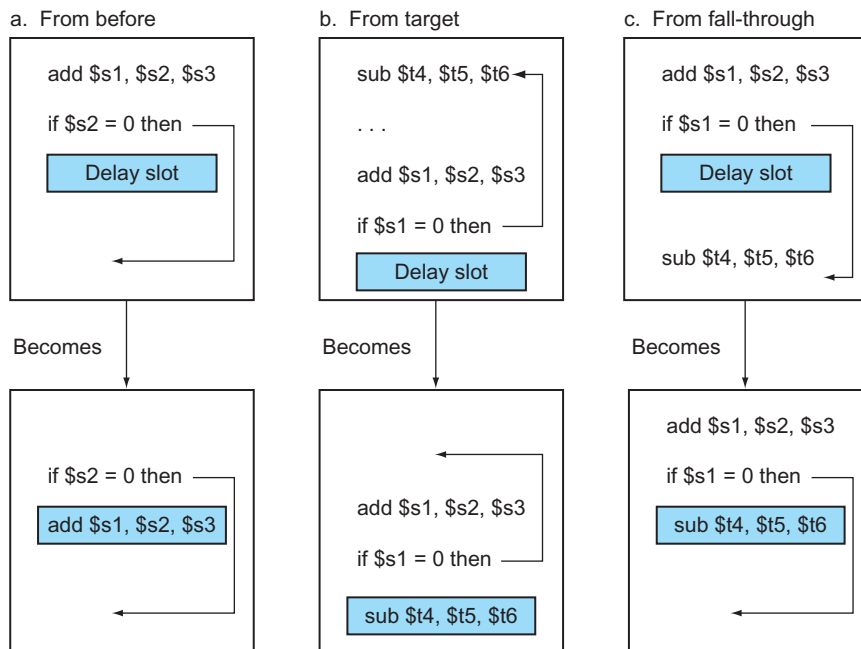 a. From before
add $s1, $s2, $s3
if $s2 = 0 then
Delay slot
Becomes
if $s2 = 0 then
add $s1, $s2, $s3
b. From target
sub $t4, $t5, $t6
. . .
add $s1, $s2, $s3
if $s1 = 0 then
Delay slot
Becomes
add $s1, $s2, $s3
if $s1 = 0 then
sub $t4, $t5, $t6
c. From fall-through
add $s1, $s2, $s3
if $s1 = 0 then
Delay slot
sub $t4, $t5, $t6
Becomes
add $s1, $s2, $s3
if $s1 = 0 then
sub $t4, $t5, $t6